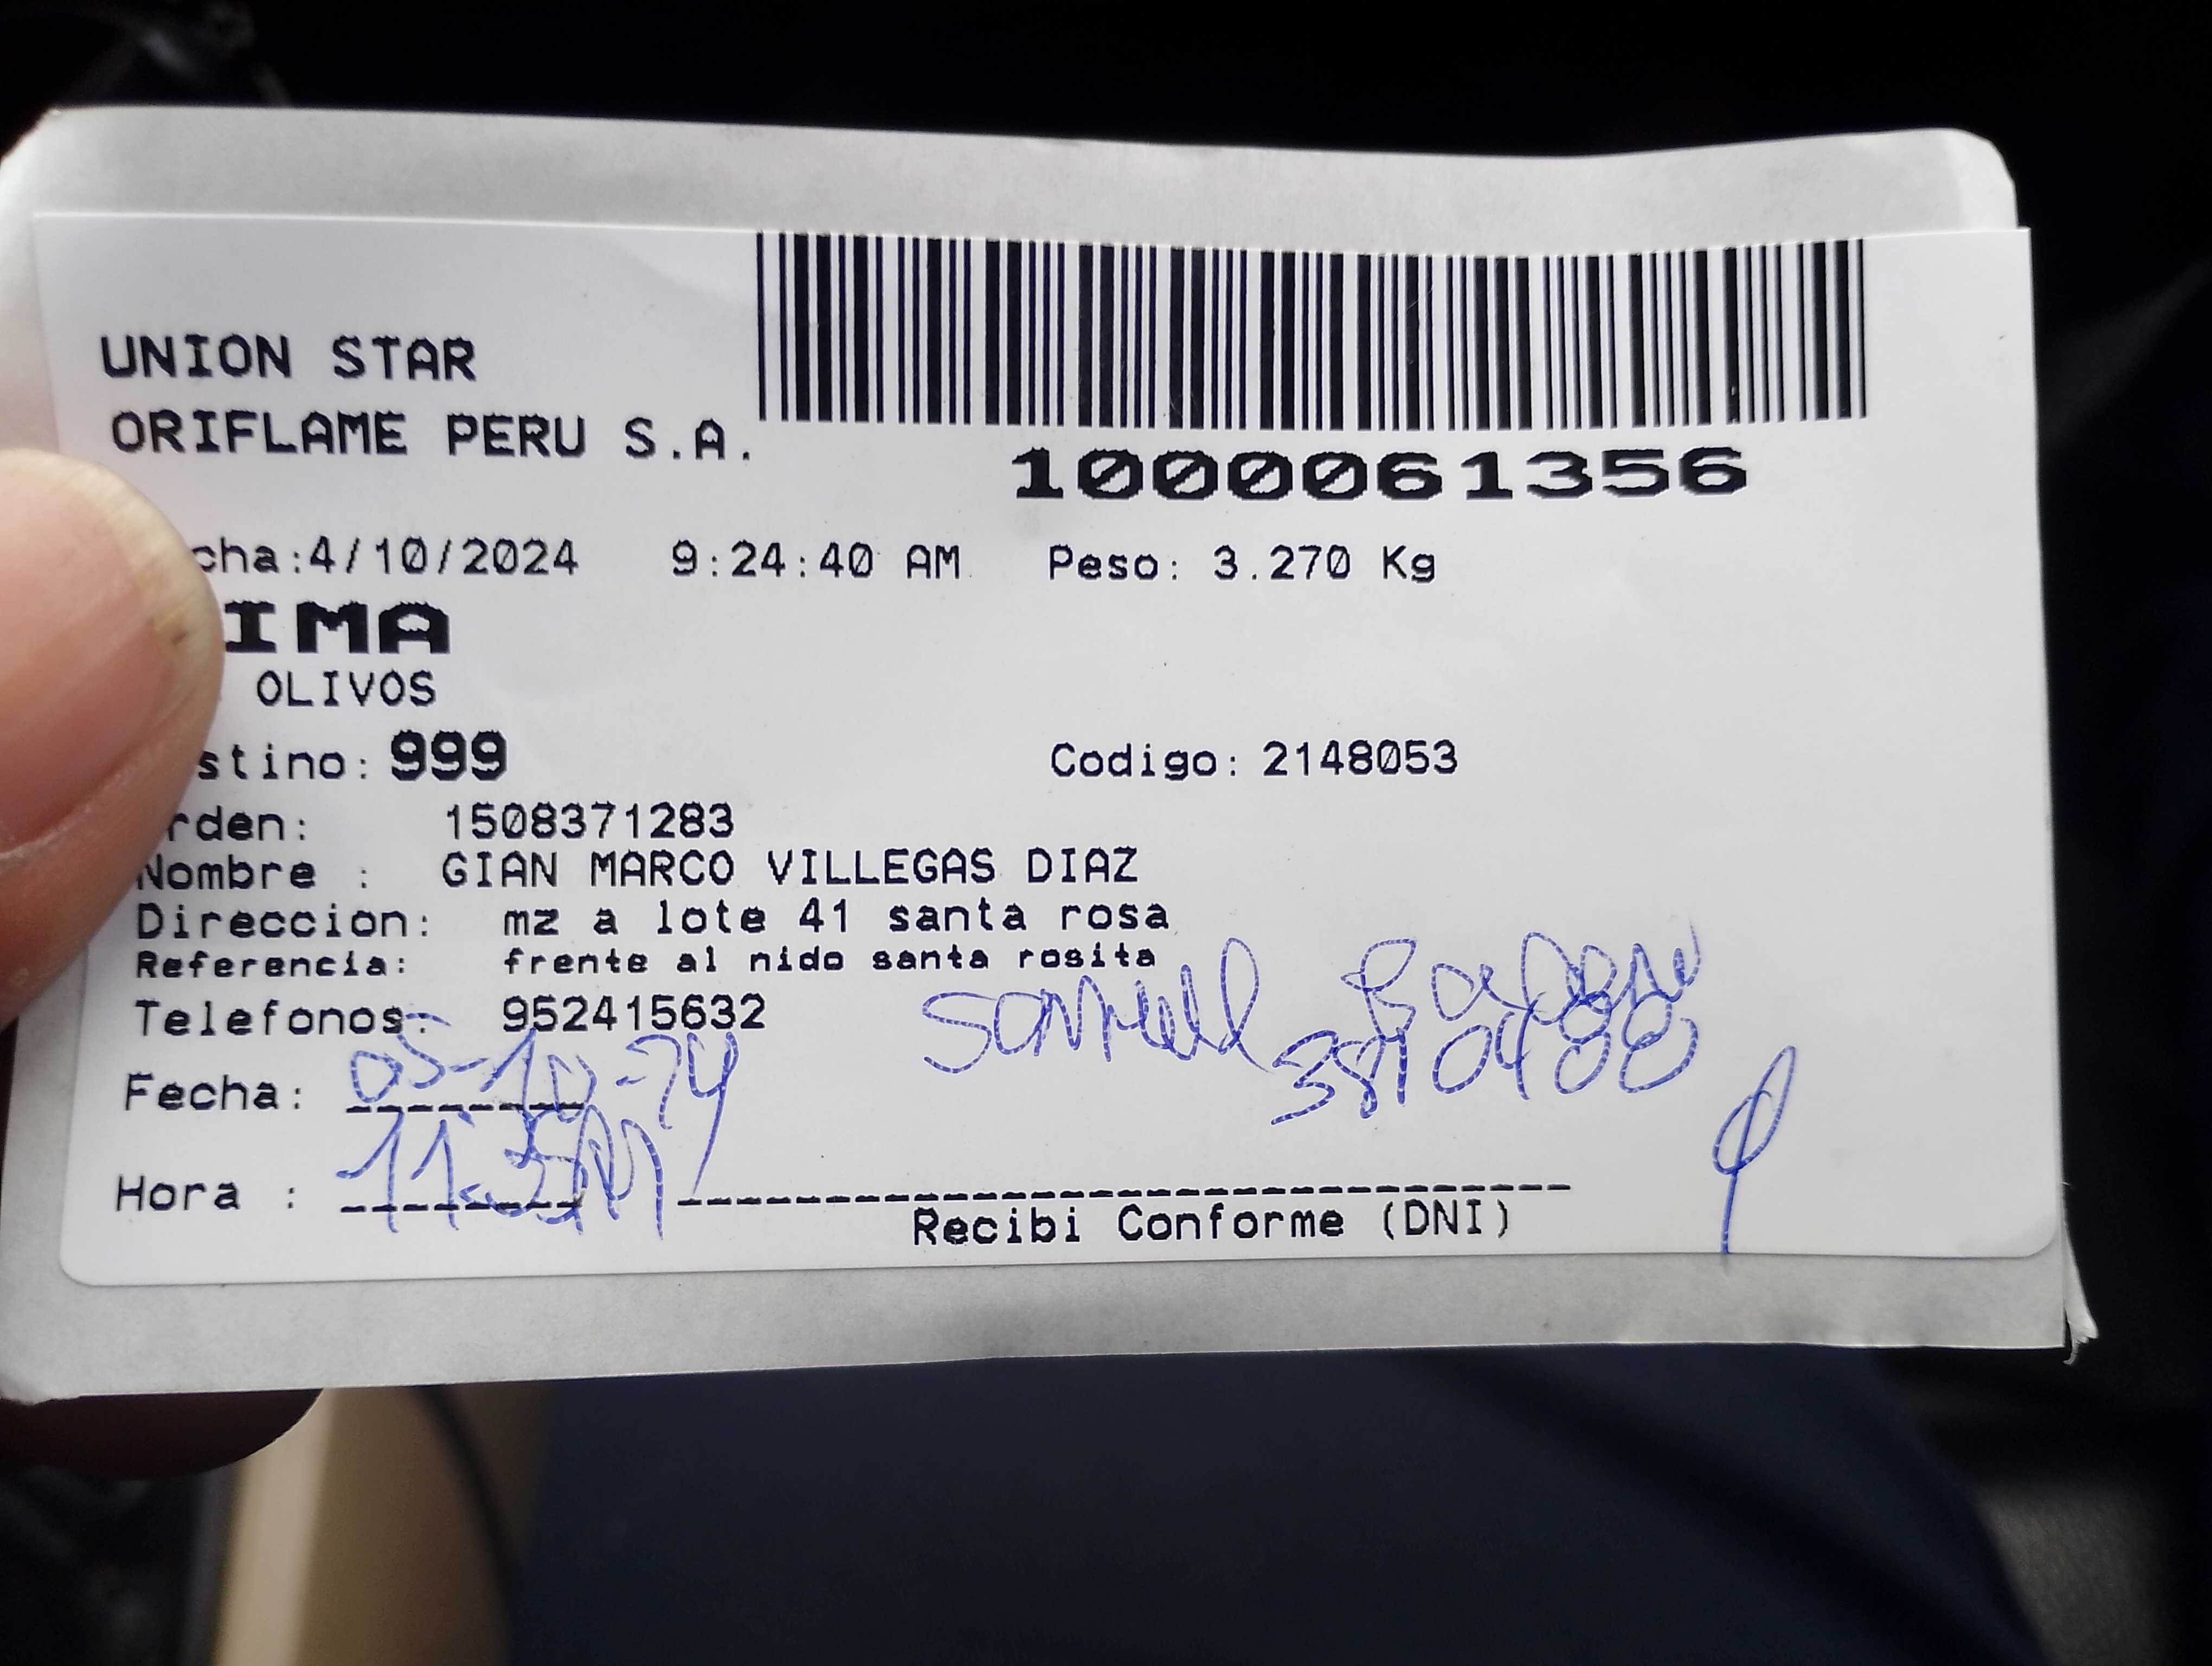 UNION STAR
ORIFLAME PERU S.A.
1000061356
cha:4/10/2024 9:24:40 AM Peso: 3.270 Kg
IMA
OLIVOS
stino: 999 Codigo: 2148053
rden: 1508371283
Nombre : GIAN MARCO VILLEGAS DIAZ
Direccion: mz a lote 41 santa rosa
Referencia: frente al nido santa rosita
Telefonos: 952415632
Fecha: 05-10-24
Hora :
Recibi Conforme (DNI)